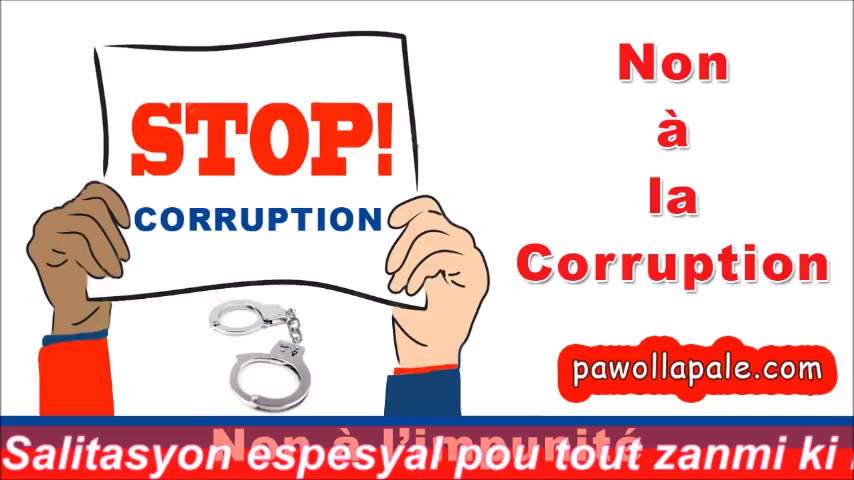 STOP!
CORRUPTION
Non
à
la
Corruption
pawollapale.com
Non à l'impunité
Salitasyon espesyal pou tout zanmi ki